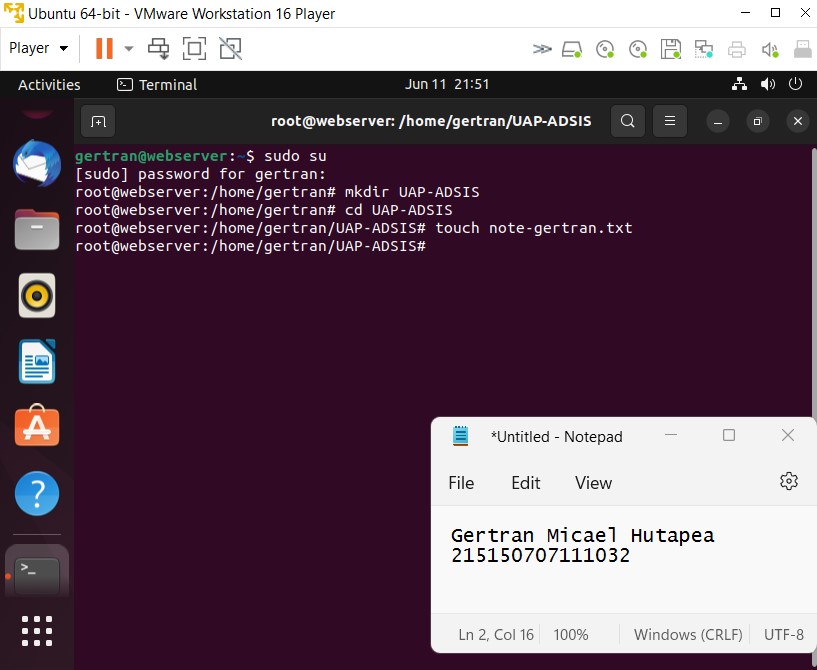 Ubuntu 64-bit - VMware Workstation 16 Player
Player
Activities
Terminal
Jun 11 21:51
root@webserver: /home/gertran/UAP-ADSIS
gertran@webserver:~$ sudo su
[sudo] password for gertran:
root@webserver:/home/gertran# mkdir UAP-ADSIS
root@webserver:/home/gertran# cd UAP-ADSIS
root@webserver:/home/gertran/UAP-ADSIS# touch note-gertran.txt
root@webserver:/home/gertran/UAP-ADSIS#
*Untitled - Notepad
File Edit View
Gertran Micael Hutapea
215150707111032
Ln 2, Col 16 100% Windows (CRLF) UTF-8